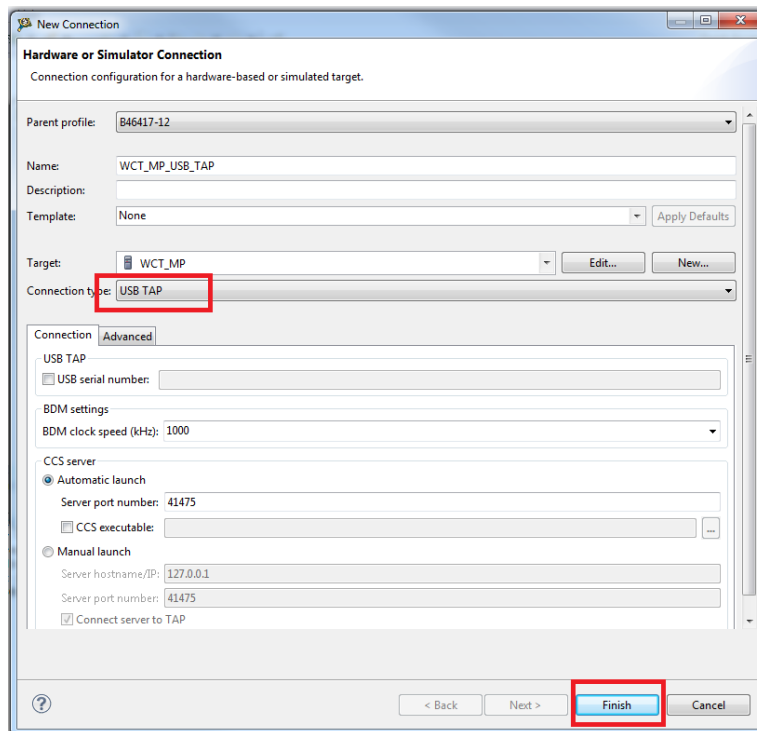 New Connection
Hardware or Simulator Connection
Connection configuration for a hardware-based or simulated target.
Parent profile: B46417-12
Name: WCT_MP_USB_TAP
Description:
Template: None Apply Defaults
Target: WCT_MP Edit... New...
Connection type: USB TAP
Connection Advanced
USB TAP
USB serial number:
BDM settings
BDM clock speed (kHz): 1000
CCS server
Automatic launch
Server port number: 41475
CCS executable: ...
Manual launch
Server hostname/IP: 127.0.0.1
Server port number: 41475
Connect server to TAP
? < Back Next > Finish Cancel